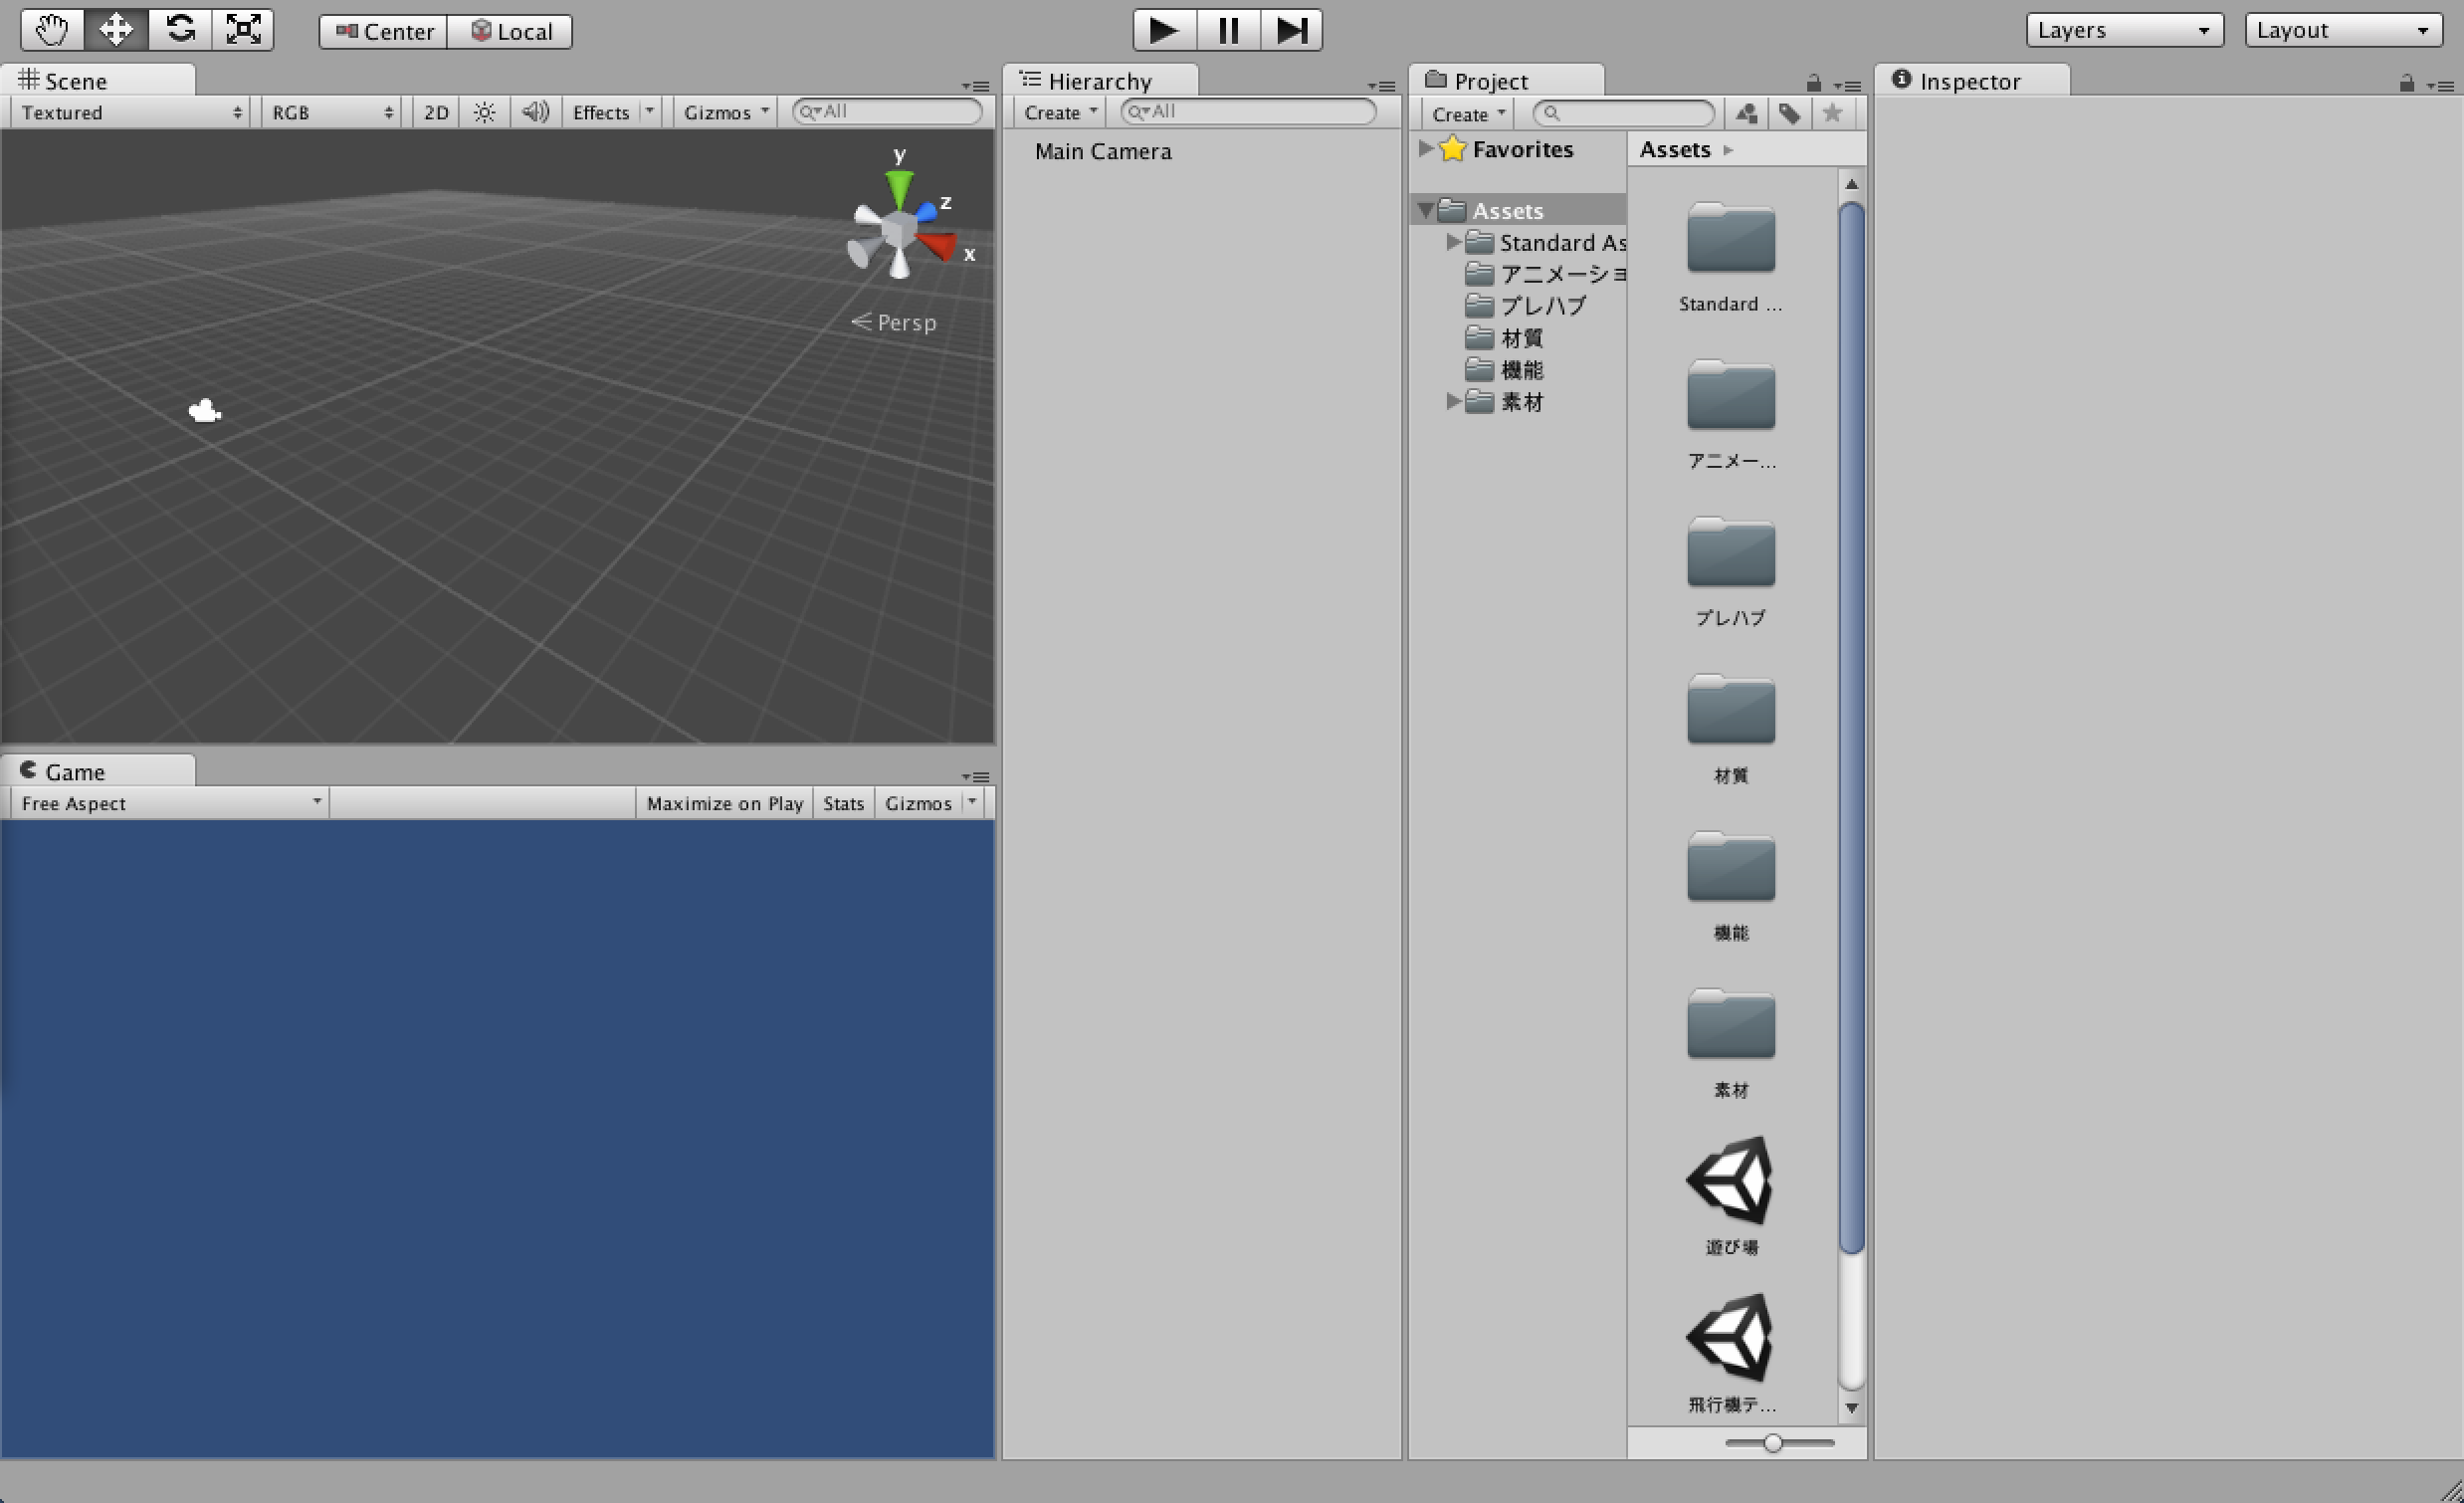 Center Local
Layers Layout
Scene
Textured RGB 2D Effects Gizmos All
y
z
x
Persp
Game
Free Aspect Maximize on Play Stats Gizmos
Hierarchy
Create All
Main Camera
Project
Create
Favorites
Assets
Standard As
アニメーショ
プレハブ
材質
機能
素材
Assets
Standard ...
アニメー...
プレハブ
材質
機能
素材
遊び場
飛行機テ...
Inspector